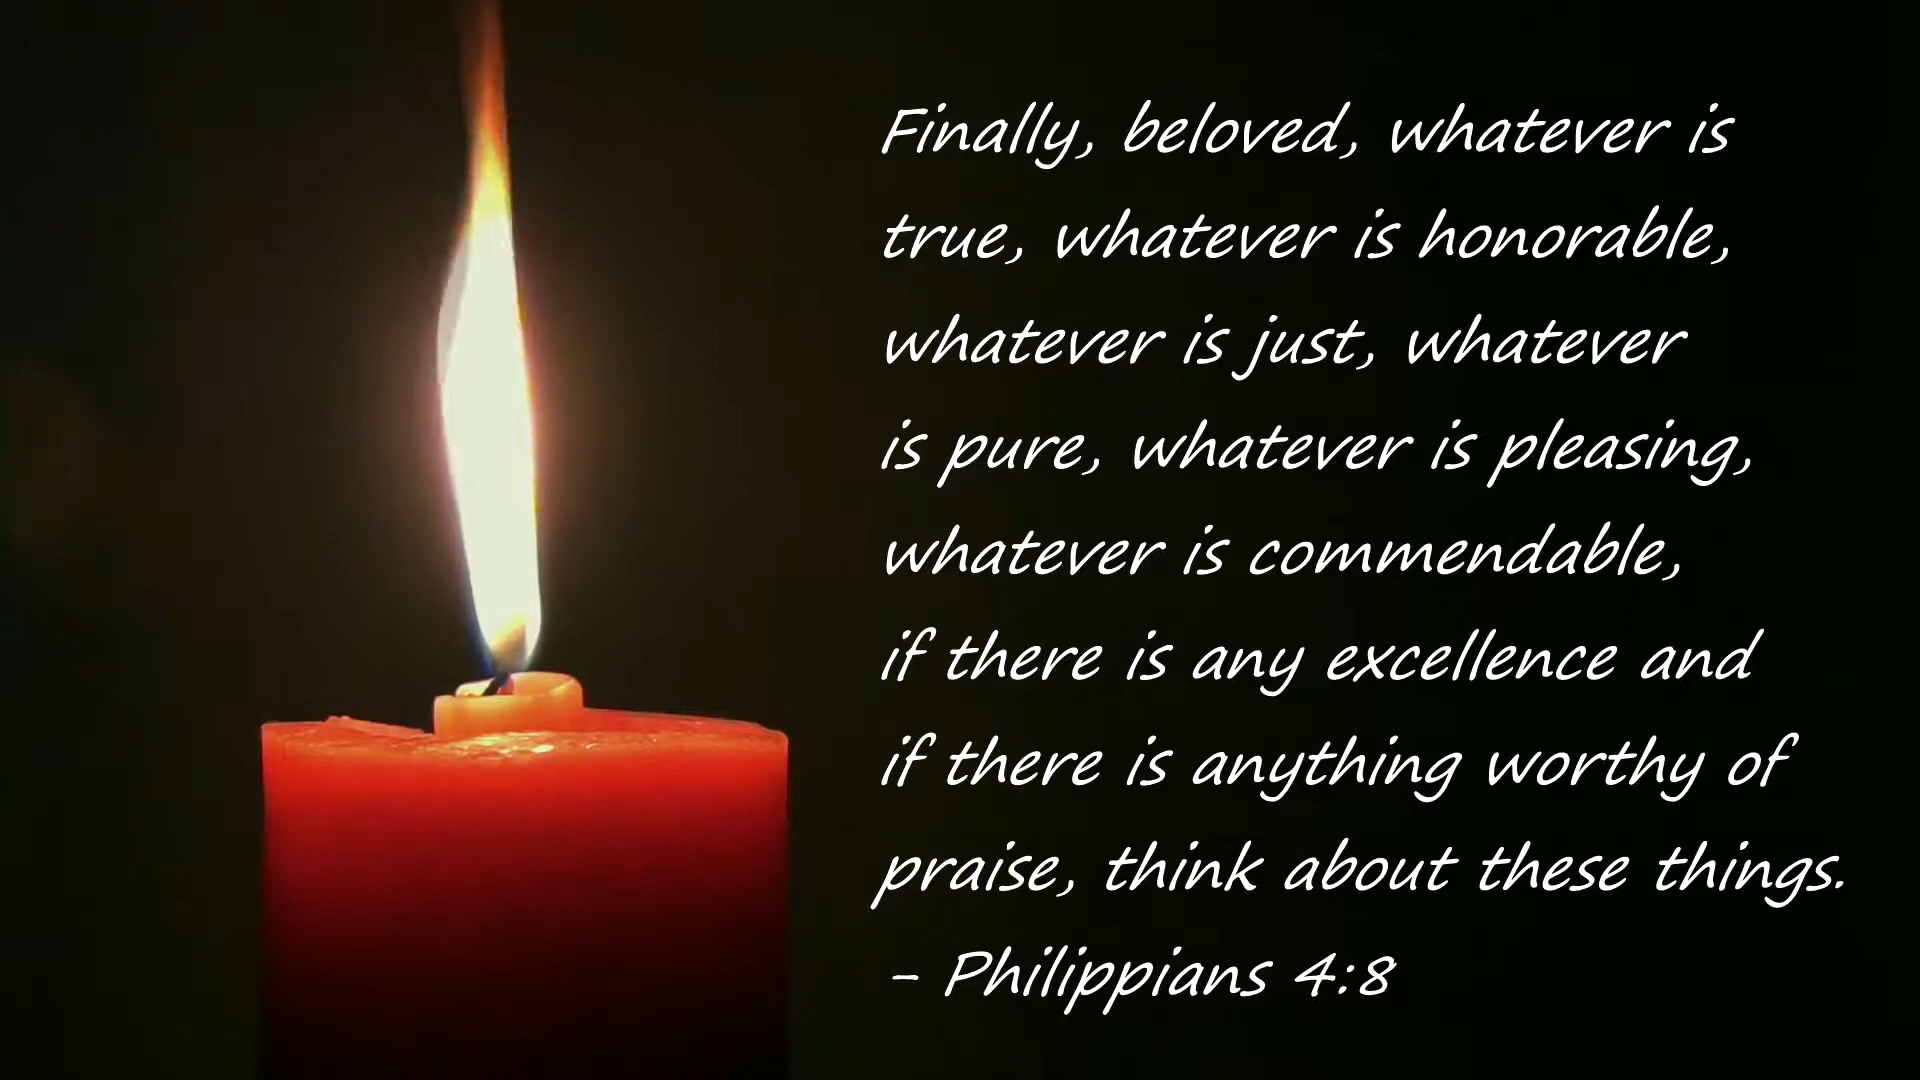 Finally, beloved, whatever is
true, whatever is honorable,
whatever is just, whatever
is pure, whatever is pleasing,
whatever is commendable,
if there is any excellence and
if there is anything worthy of
praise, think about these things.
- Philippians 4:8